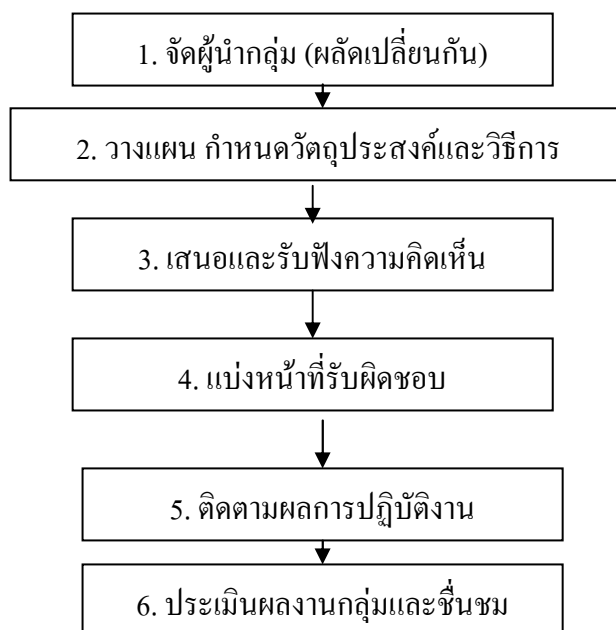 1. จัดผู้นำกลุ่ม (ผลัดเปลี่ยนกัน)
2. วางแผน กำหนดวัตถุประสงค์และวิธีการ
3. เสนอและรับฟังความคิดเห็น
4. แบ่งหน้าที่รับผิดชอบ
5. ติดตามผลการปฏิบัติงาน
6. ประเมินผลงานกลุ่มและชื่นชม